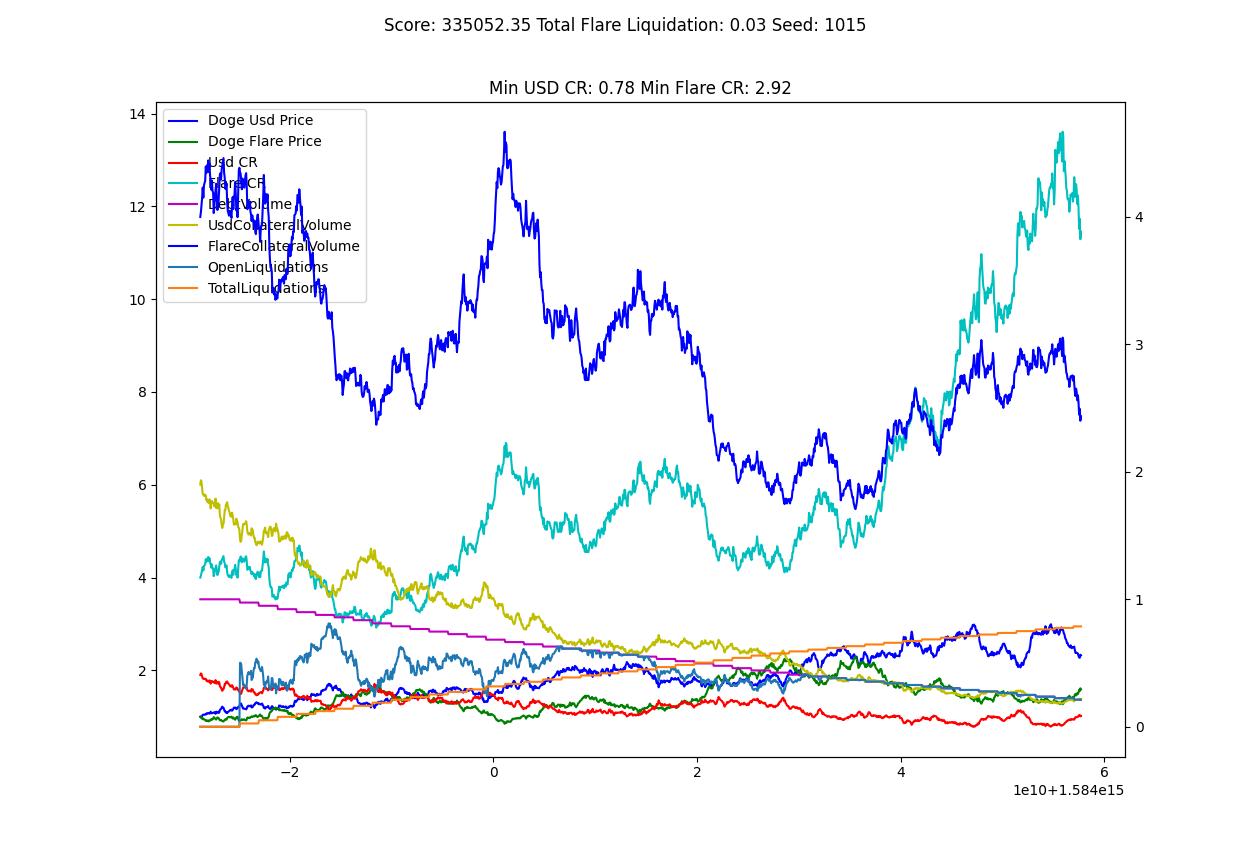 Score: 335052.35 Total Flare Liquidation: 0.03 Seed: 1015
Min USD CR: 0.78 Min Flare CR: 2.92
Doge Usd Price
Doge Flare Price
Usd CR
Flare CR
DebtVolume
UsdCollateralVolume
FlareCollateralVolume
OpenLiquidations
TotalLiquidations
14
12
10
8
6
4
2
4
3
2
1
0
−2
0
2
4
6
1e10+1.584e15